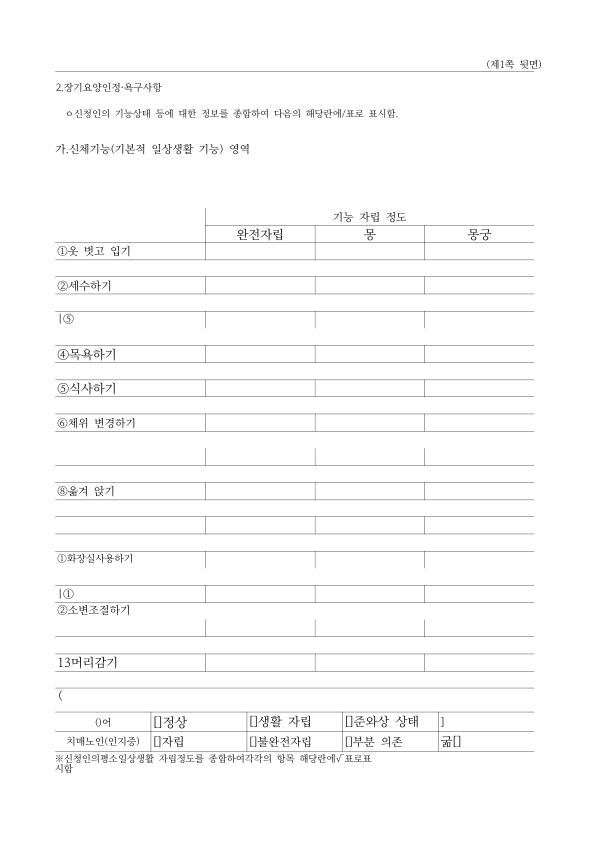 (제1쪽 뒷면)
2.장기요양인정·욕구사항
ㅇ신청인의 기능상태 등에 대한 정보를 종합하여 다음의 해당란에/표로 표시함.
가.신체기능(기본적 일상생활 기능) 영역
기능 자립 정도
완전자립 몽 몽궁
①옷 벗고 입기
②세수하기
|⑤
④목욕하기
⑤식사하기
⑥체위 변경하기
⑧옮겨 앉기
①화장실사용하기
|①
②소변조절하기
13머리감기
(
()어 []정상 []생활 자립 []준와상 상태 ]
치매노인(인지증) []자립 []불완전자립 []부분 의존 굶[]
※신청인의평소일상생활 자립정도를 종합하여각각의 항목 해당란에√표로표
시함